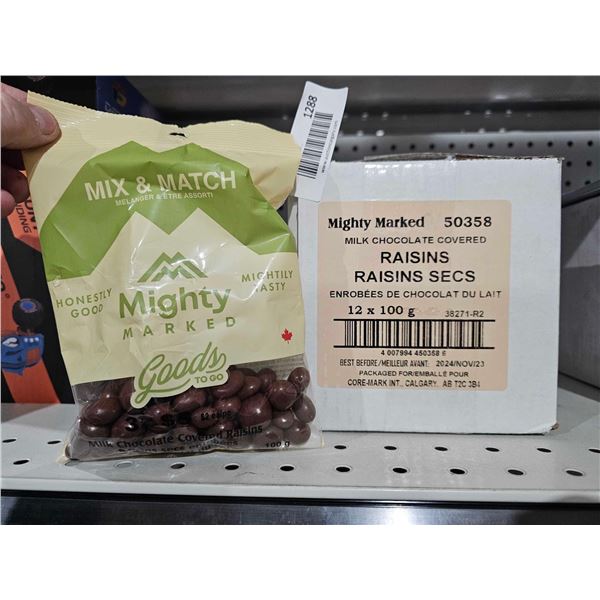 MIX & MATCH
MÉLANGER & ÊTRE ASSORTI
HONESTLY
GOOD
Mighty
MARKED
MIGHTILY
TASTY
Goods
TO GO
Milk Chocolate Covered Raisins
100 g
1288
Mighty Marked 50358
MILK CHOCOLATE COVERED
RAISINS
RAISINS SECS
ENROBÉES DE CHOCOLAT DU LAIT
12 x 100 g 38271-R2
4 007994 450358 6
BEST BEFORE/MEILLEUR AVANT: 2024/NOV/23
PACKAGED FOR/EMBALLÉ POUR
CORE-MARK INT., CALGARY, AB T2C 3B4